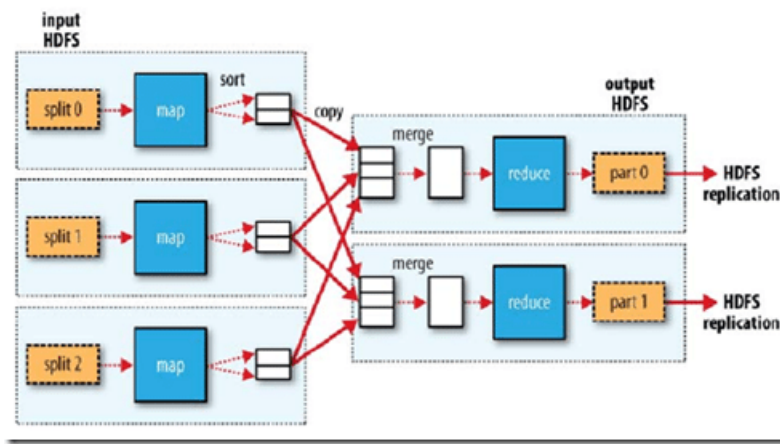 input
HDFS
sort
split 0
map
copy
output
HDFS
merge
reduce
part 0
HDFS
replication
split 1
map
merge
reduce
part 1
HDFS
replication
split 2
map